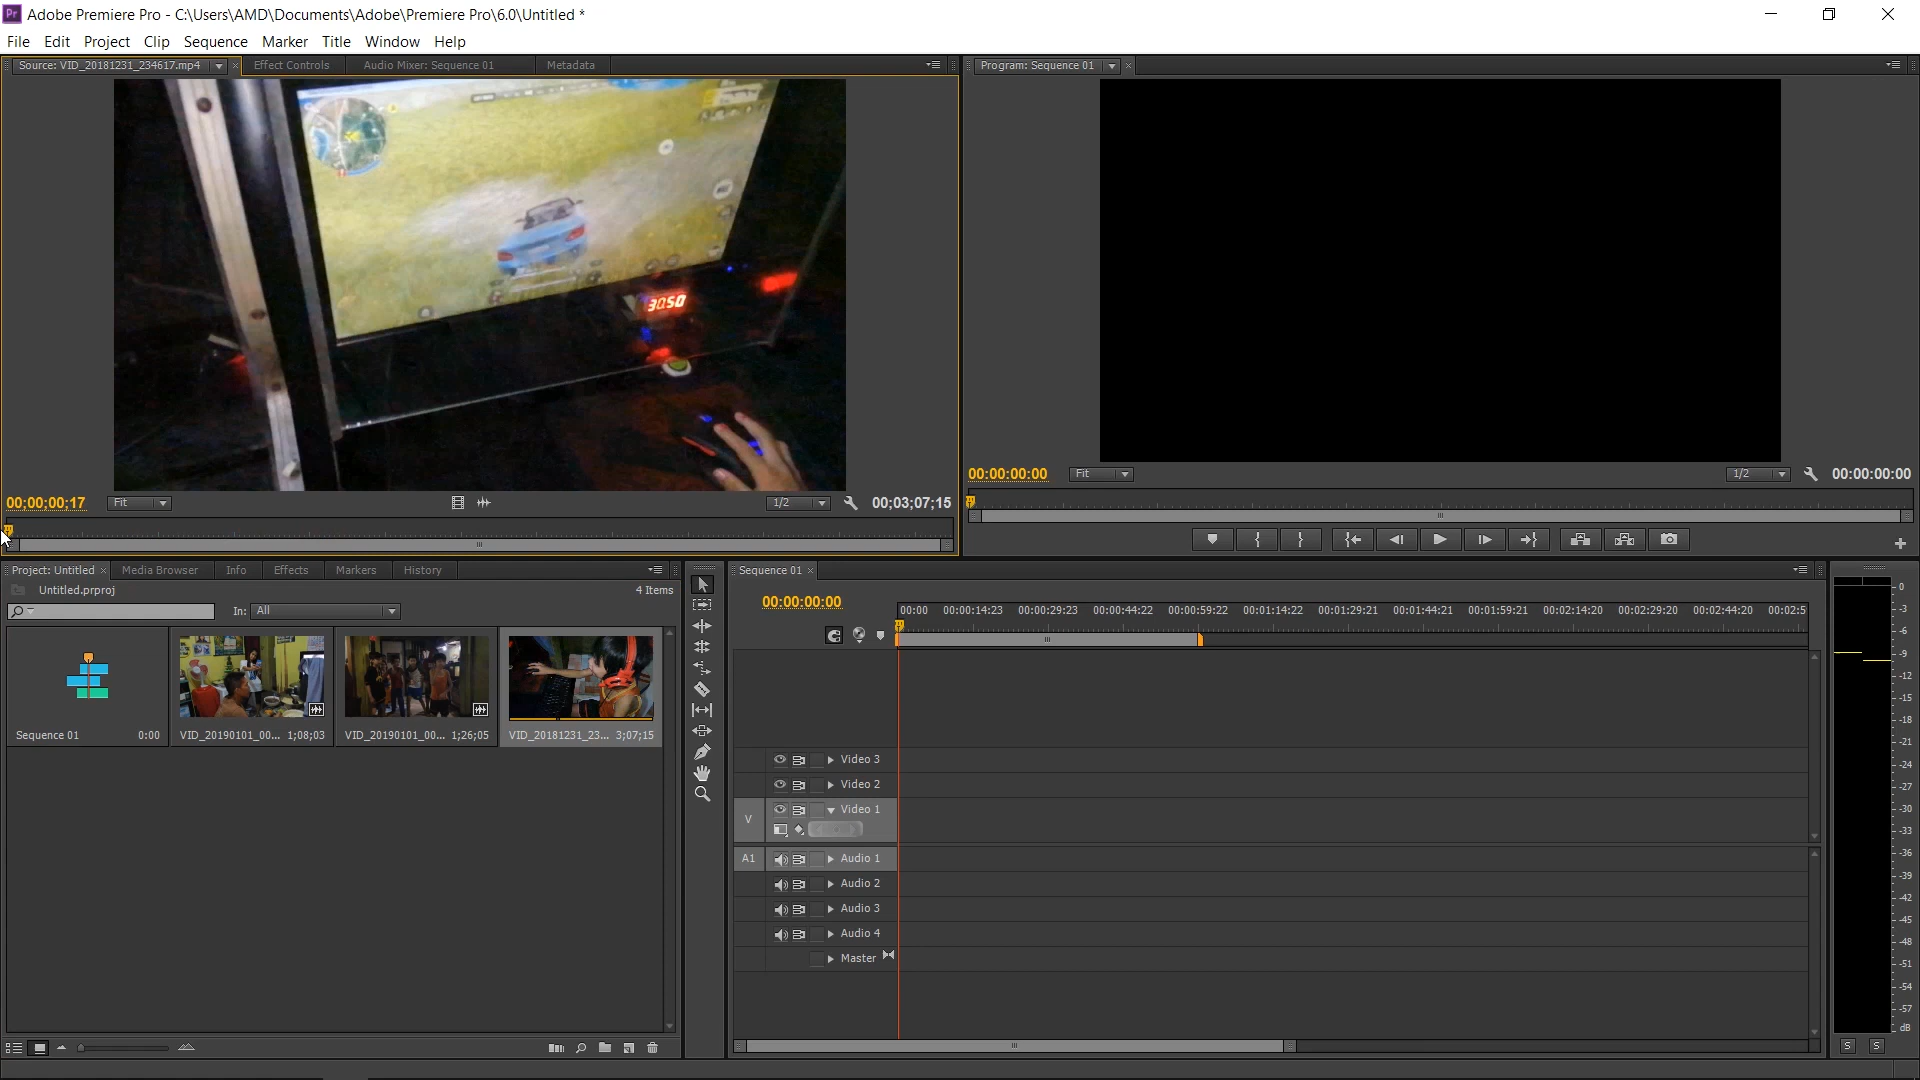 Pr Adobe Premiere Pro - C:\Users\AMD\Documents\Adobe\Premiere Pro\6.0\Untitled *
File Edit Project Clip Sequence Marker Title Window Help
Source: VID_20181231_234617.mp4 Effect Controls Audio Mixer: Sequence 01 Metadata
Program: Sequence 01
30.50
00;00;00;17 Fit 1/2 00;03;07;15
00:00:00:00 Fit 1/2 00:00:00:00
Project: Untitled Media Browser Info Effects Markers History
Untitled.prproj 4 Items
In: All
Sequence 01 0:00
VID_20190101_00... 1;08;03
VID_20190101_00... 1;26;05
VID_20181231_23... 3;07;15
Sequence 01
00:00:00:00
00:00 00:00:14:23 00:00:29:23 00:00:44:22 00:00:59:22 00:01:14:22 00:01:29:21 00:01:44:21 00:01:59:21 00:02:14:20 00:02:29:20 00:02:44:20 00:02:5
Video 3
Video 2
V Video 1
A1 Audio 1
Audio 2
Audio 3
Audio 4
Master
0
-3
-6
-9
-12
-15
-18
-21
-24
-27
-30
-33
-36
-39
-42
-45
-48
-51
-54
-57
dB
S S